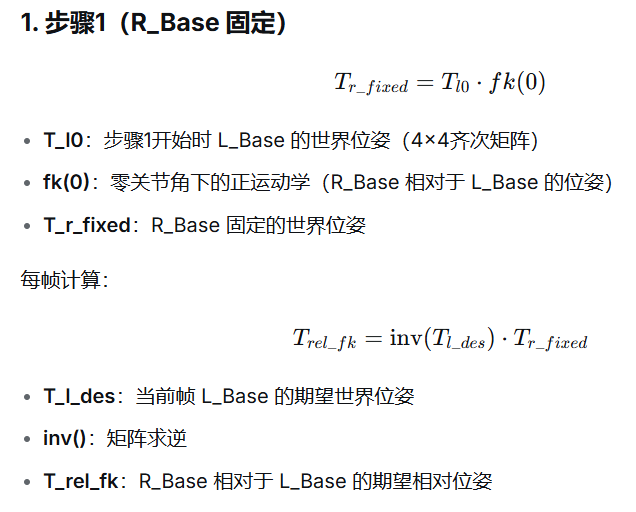 1. 步骤1（R_Base 固定）
T_{r\_fixed} = T_{l0} · fk(0)
• T_l0：步骤1开始时 L_Base 的世界位姿（4×4齐次矩阵）
• fk(0)：零关节角下的正运动学（R_Base 相对于 L_Base 的位姿）
• T_r_fixed：R_Base 固定的世界位姿
每帧计算：
T_{rel\_fk} = inv(T_{l\_des}) · T_{r\_fixed}
• T_l_des：当前帧 L_Base 的期望世界位姿
• inv()：矩阵求逆
• T_rel_fk：R_Base 相对于 L_Base 的期望相对位姿